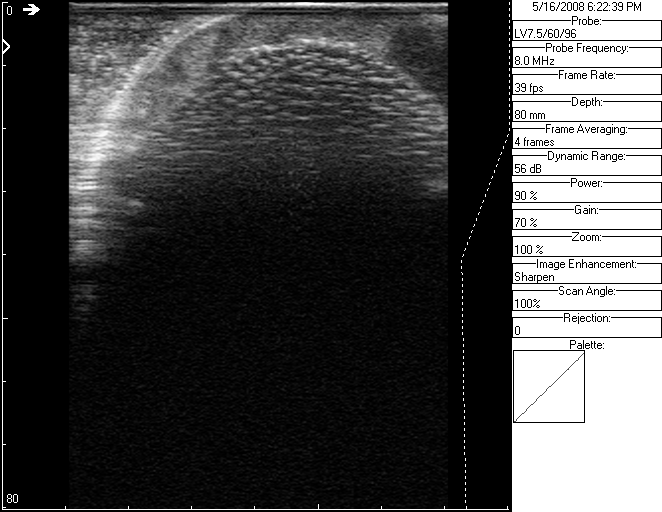 0
80
5/16/2008 6:22:39 PM
Probe:
LV7.5/60/96
Probe Frequency:
8.0 MHz
Frame Rate:
39 fps
Depth:
80 mm
Frame Averaging:
4 frames
Dynamic Range:
56 dB
Power:
90 %
Gain:
70 %
Zoom:
100 %
Image Enhancement:
Sharpen
Scan Angle:
100%
Rejection:
0
Palette: